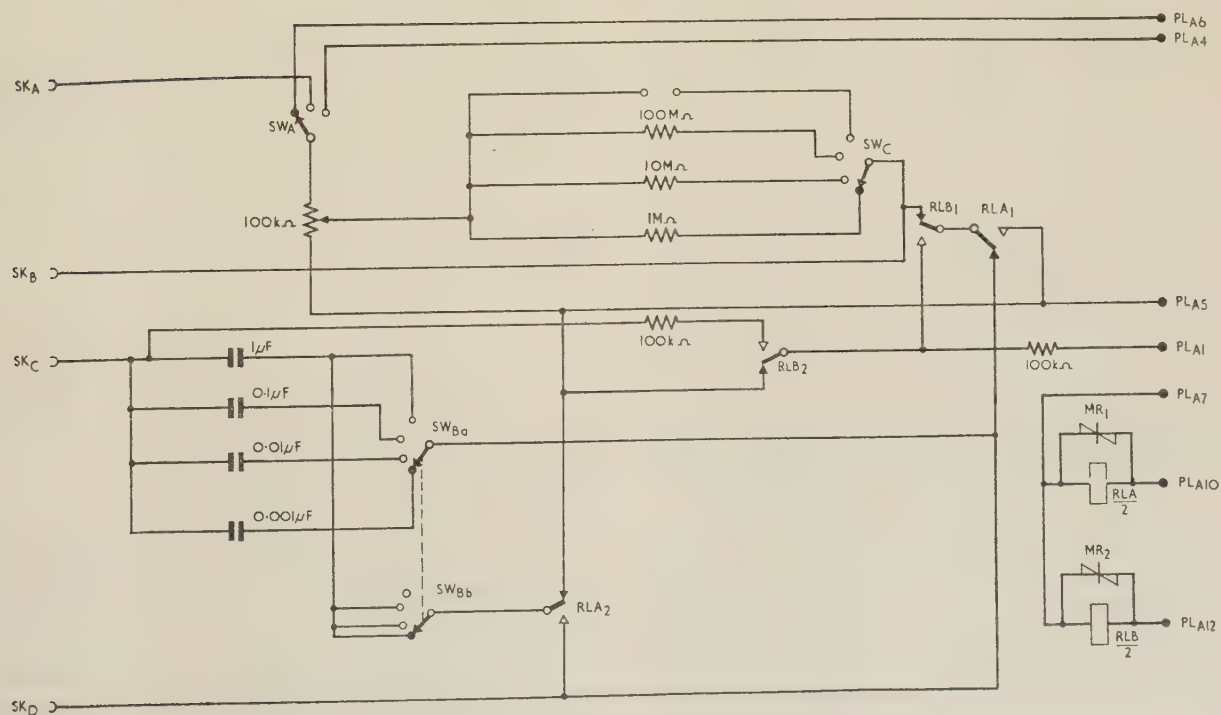 PLA6
PLA4
SKA
SWA
100MΩ
SWC
10MΩ
100kΩ
1MΩ
RLB1
RLA1
SKB
PLA5
100kΩ
SKC
1μF
RLB2
100kΩ
PLA1
0·1μF
PLA7
SWBa
MR1
0·01μF
RLA
2
PLA10
0·001μF
MR2
SWBb
RLA2
RLB
2
PLA12
SKD